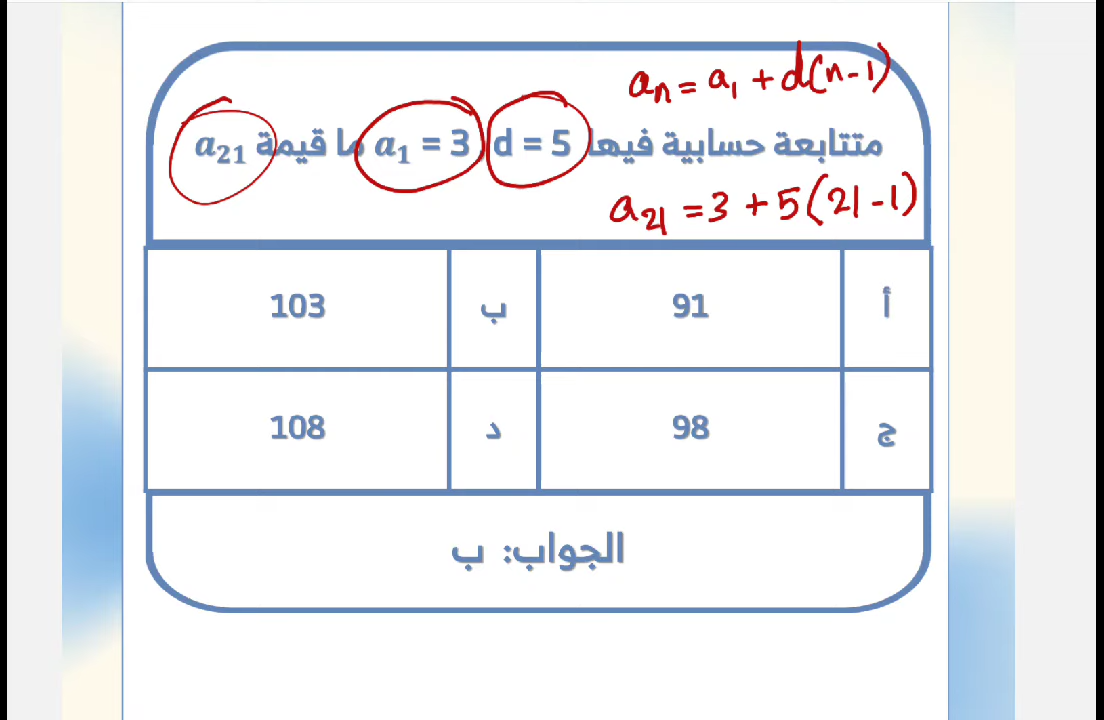 aₙ = a₁ + d(n-1)
متتابعة حسابية فيها d = 5 a₁ = 3 ما قيمة a₂₁
a₂₁ = 3 + 5(21-1)
أ 91 ب 103
ج 98 د 108
الجواب: ب